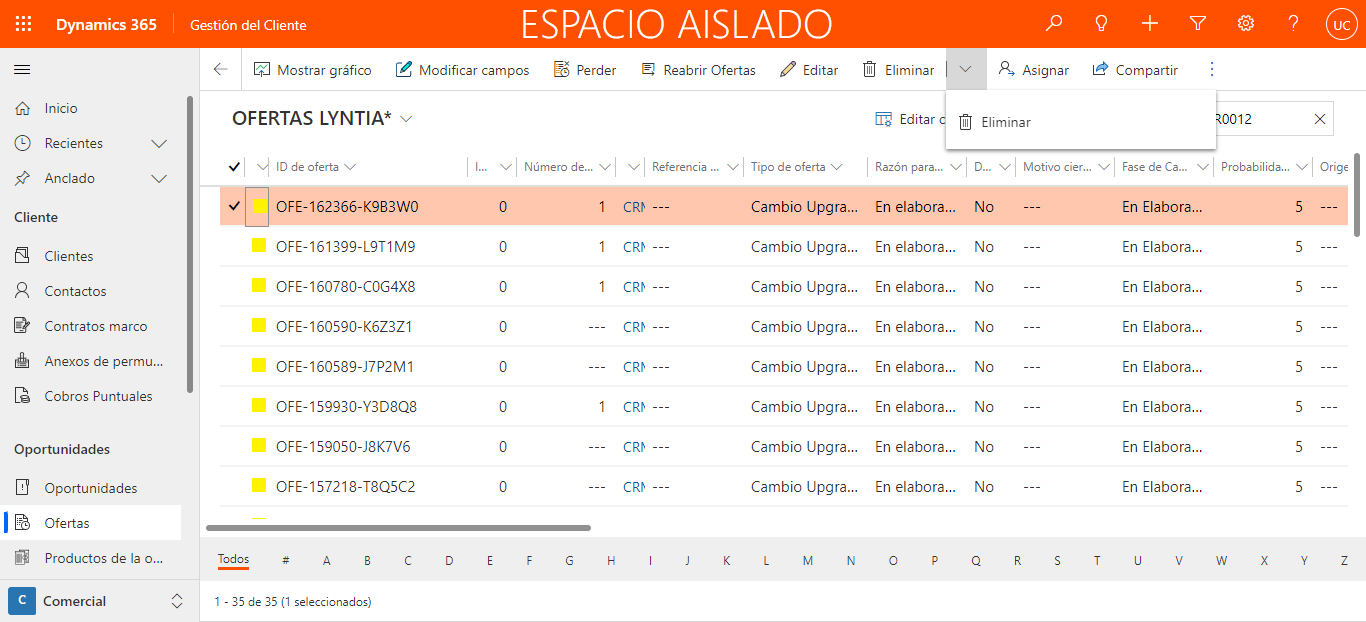 Dynamics 365 Gestión del Cliente ESPACIO AISLADO UC
Mostrar gráfico Modificar campos Perder Reabrir Ofertas Editar Eliminar Asignar Compartir
Inicio
Recientes
Anclado
Cliente
Clientes
Contactos
Contratos marco
Anexos de permu...
Cobros Puntuales
Oportunidades
Oportunidades
Ofertas
Productos de la o...
C Comercial
OFERTAS LYNTIA* Editar c R0012
Eliminar
ID de oferta I... Número de... Referencia ... Tipo de oferta Razón para... D... Motivo cier... Fase de Ca... Probabilida... Orige
OFE-162366-K9B3W0 0 1 CRM --- Cambio Upgra... En elabora... No --- En Elabora... 5 ---
OFE-161399-L9T1M9 0 1 CRM --- Cambio Upgra... En elabora... No --- En Elabora... 5 ---
OFE-160780-C0G4X8 0 1 CRM --- Cambio Upgra... En elabora... No --- En Elabora... 5 ---
OFE-160590-K6Z3Z1 0 --- CRM --- Cambio Upgra... En elabora... No --- En Elabora... 5 ---
OFE-160589-J7P2M1 0 --- CRM --- Cambio Upgra... En elabora... No --- En Elabora... 5 ---
OFE-159930-Y3D8Q8 0 1 CRM --- Cambio Upgra... En elabora... No --- En Elabora... 5 ---
OFE-159050-J8K7V6 0 --- CRM --- Cambio Upgra... En elabora... No --- En Elabora... 5 ---
OFE-157218-T8Q5C2 0 --- CRM --- Cambio Upgra... En elabora... No --- En Elabora... 5 ---
Todos # A B C D E F G H I J K L M N O P Q R S T U V W X Y Z
1 - 35 de 35 (1 seleccionados)